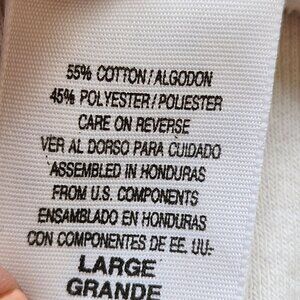 55% COTTON/ALGODON
45% POLYESTER/POLIESTER
CARE ON REVERSE
VER AL DORSO PARA CUIDADO
ASSEMBLED IN HONDURAS
FROM U.S. COMPONENTS
ENSAMBLADO EN HONDURAS
CON COMPONENTES DE EE. UU.
LARGE
GRANDE